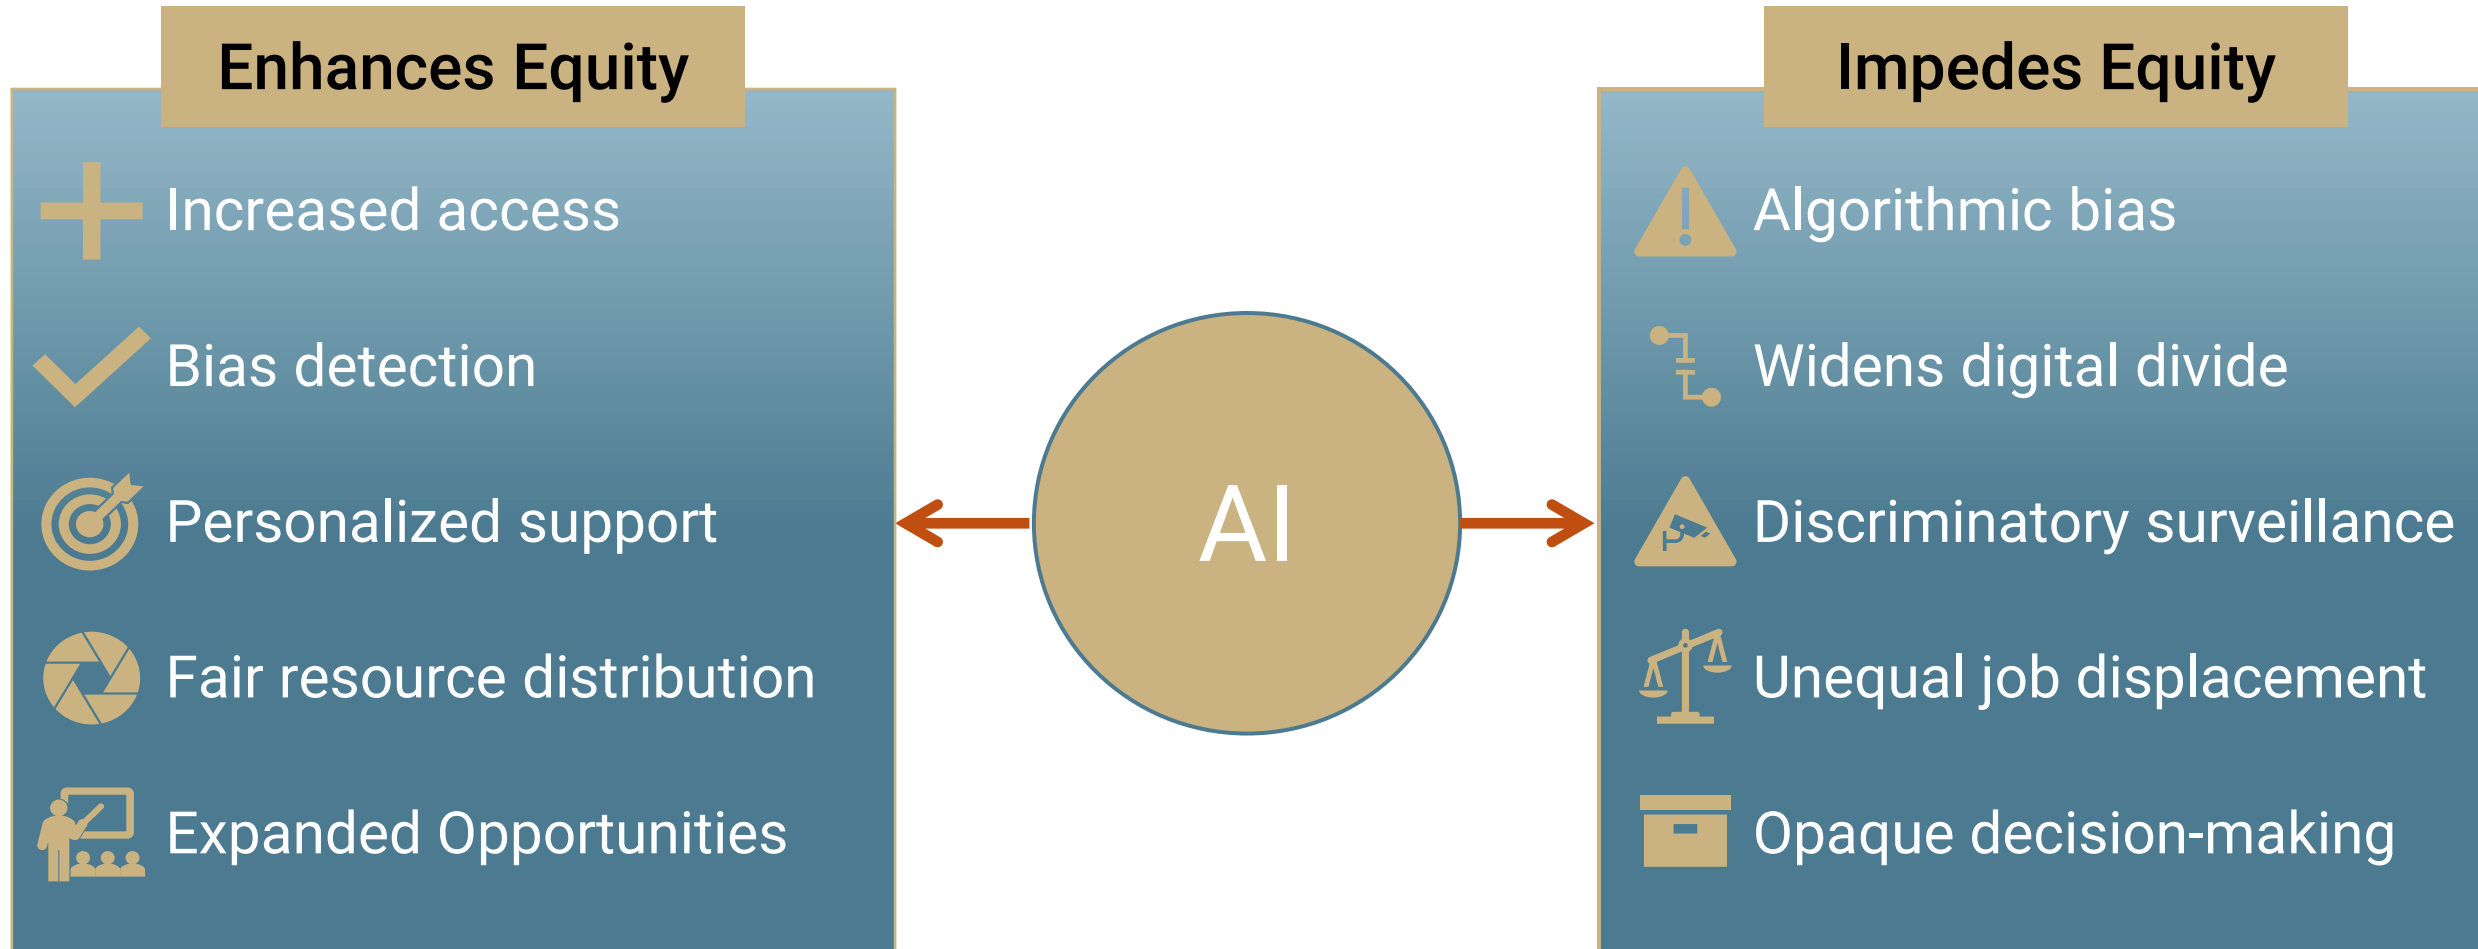 Enhances Equity
Increased access
Bias detection
Personalized support
Fair resource distribution
Expanded Opportunities
AI
Impedes Equity
Algorithmic bias
Widens digital divide
Discriminatory surveillance
Unequal job displacement
Opaque decision-making